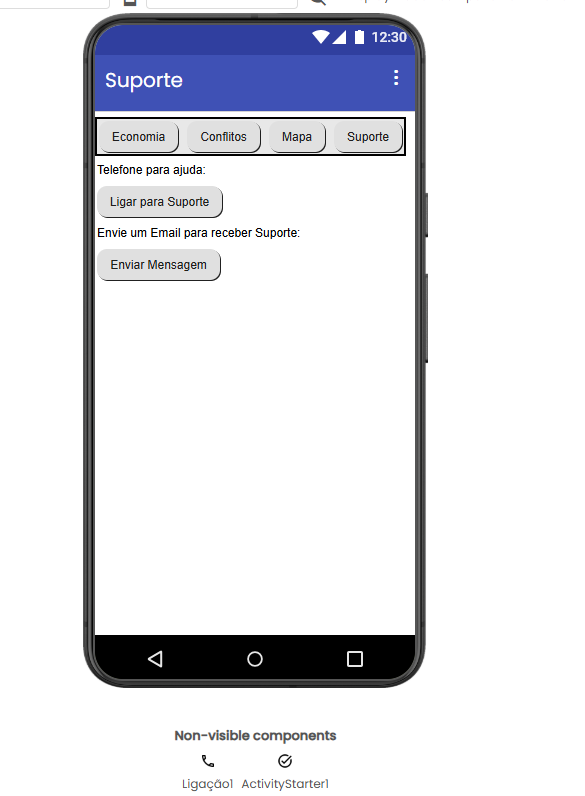 12:30
Suporte
Economia Conflitos Mapa Suporte
Telefone para ajuda:
Ligar para Suporte
Envie um Email para receber Suporte:
Enviar Mensagem
Non-visible components
Ligação1 ActivityStarter1